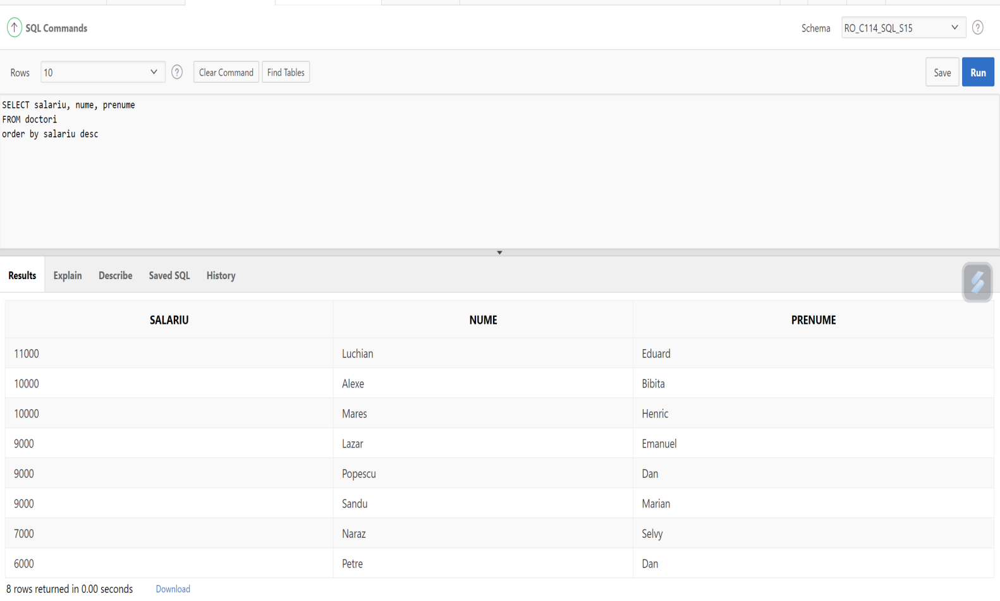 SQL Commands
Schema RO_C114_SQL_S15 ?
Rows 10 ? Clear Command Find Tables Save Run
SELECT salariu, nume, prenume
FROM doctori
order by salariu desc
Results Explain Describe Saved SQL History
SALARIU NUME PRENUME
11000 Luchian Eduard
10000 Alexe Bibita
10000 Mares Henric
9000 Lazar Emanuel
9000 Popescu Dan
9000 Sandu Marian
7000 Naraz Selvy
6000 Petre Dan
8 rows returned in 0.00 seconds Download